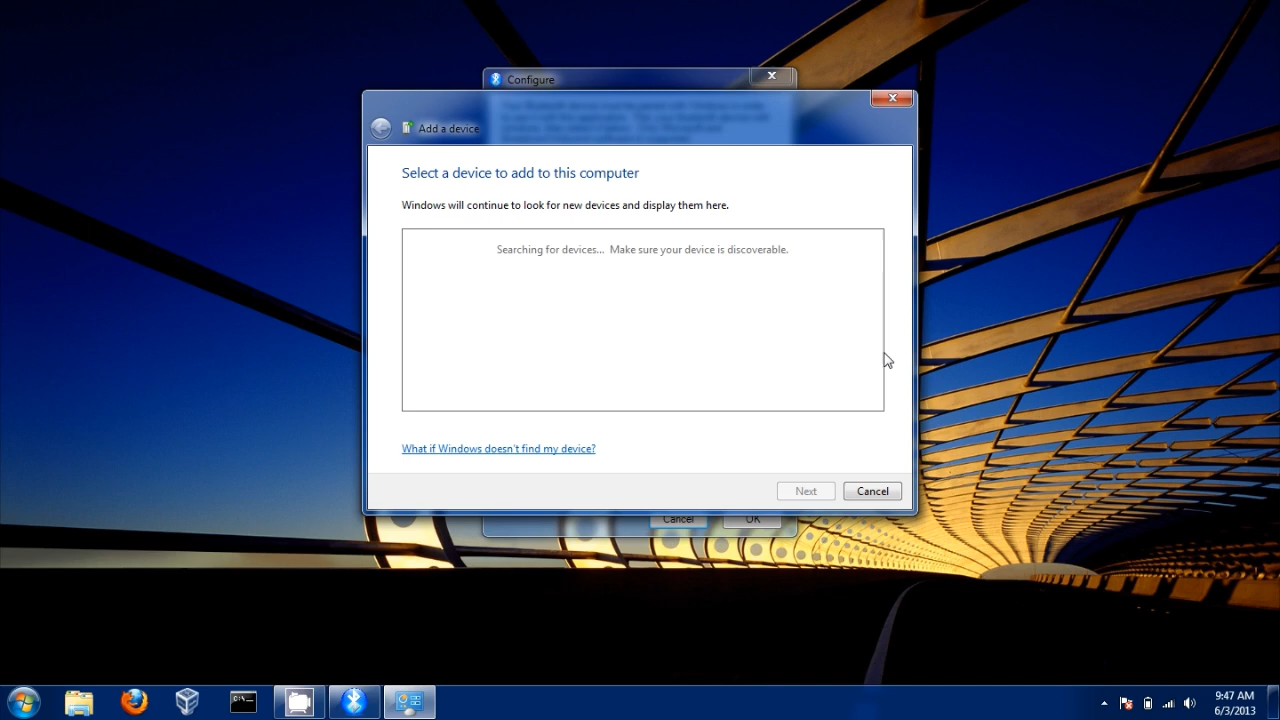 Configure
Add a device
Select a device to add to this computer
Windows will continue to look for new devices and display them here.
Searching for devices... Make sure your device is discoverable.
What if Windows doesn't find my device?
Next
Cancel
Cancel
OK
C:\_
9:47 AM
6/3/2013